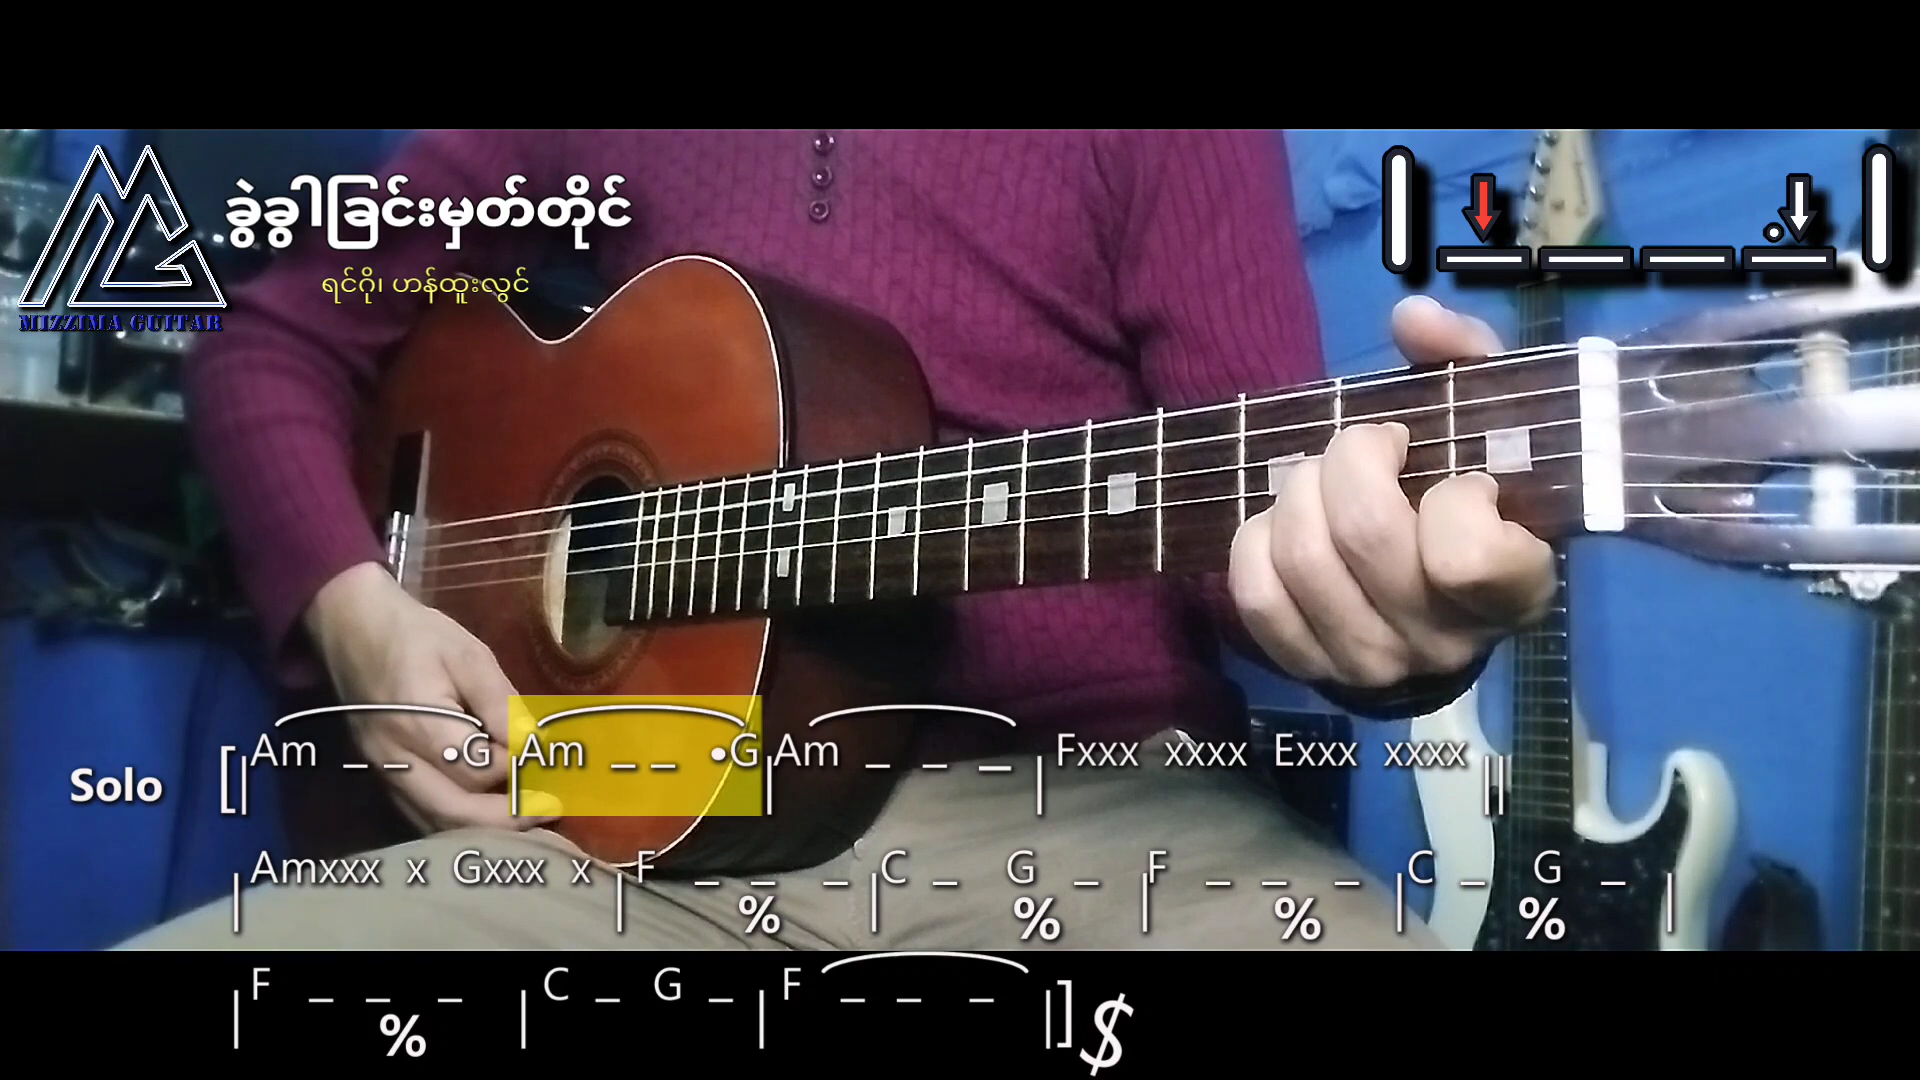 ခွဲခွါခြင်းမှတ်တိုင်
ရင်ဂို၊ ဟန်ထူးလွင်
MIZZIMA GUITAR
Solo [| Am _ _ •G | Am _ _ •G | Am _ _ _ | Fxxx xxxx Exxx xxxx ||
| Amxxx x Gxxx x | F _ _ _ | C _ G _ | F _ _ _ | C _ G _ |
% % % %
| F _ _ _ | C _ G _ | F _ _ _ |] $
%